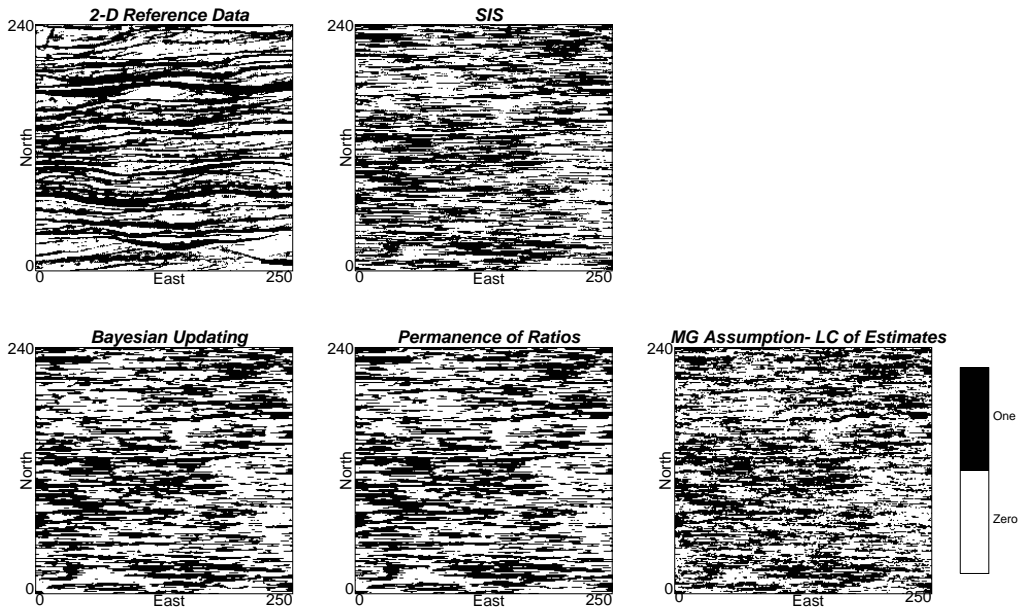 2-D Reference Data
240
North
0
0
East
250
SIS
240
North
0
0
East
250
Bayesian Updating
240
North
0
0
East
250
Permanence of Ratios
240
North
0
0
East
250
MG Assumption- LC of Estimates
240
North
0
0
East
250
One
Zero